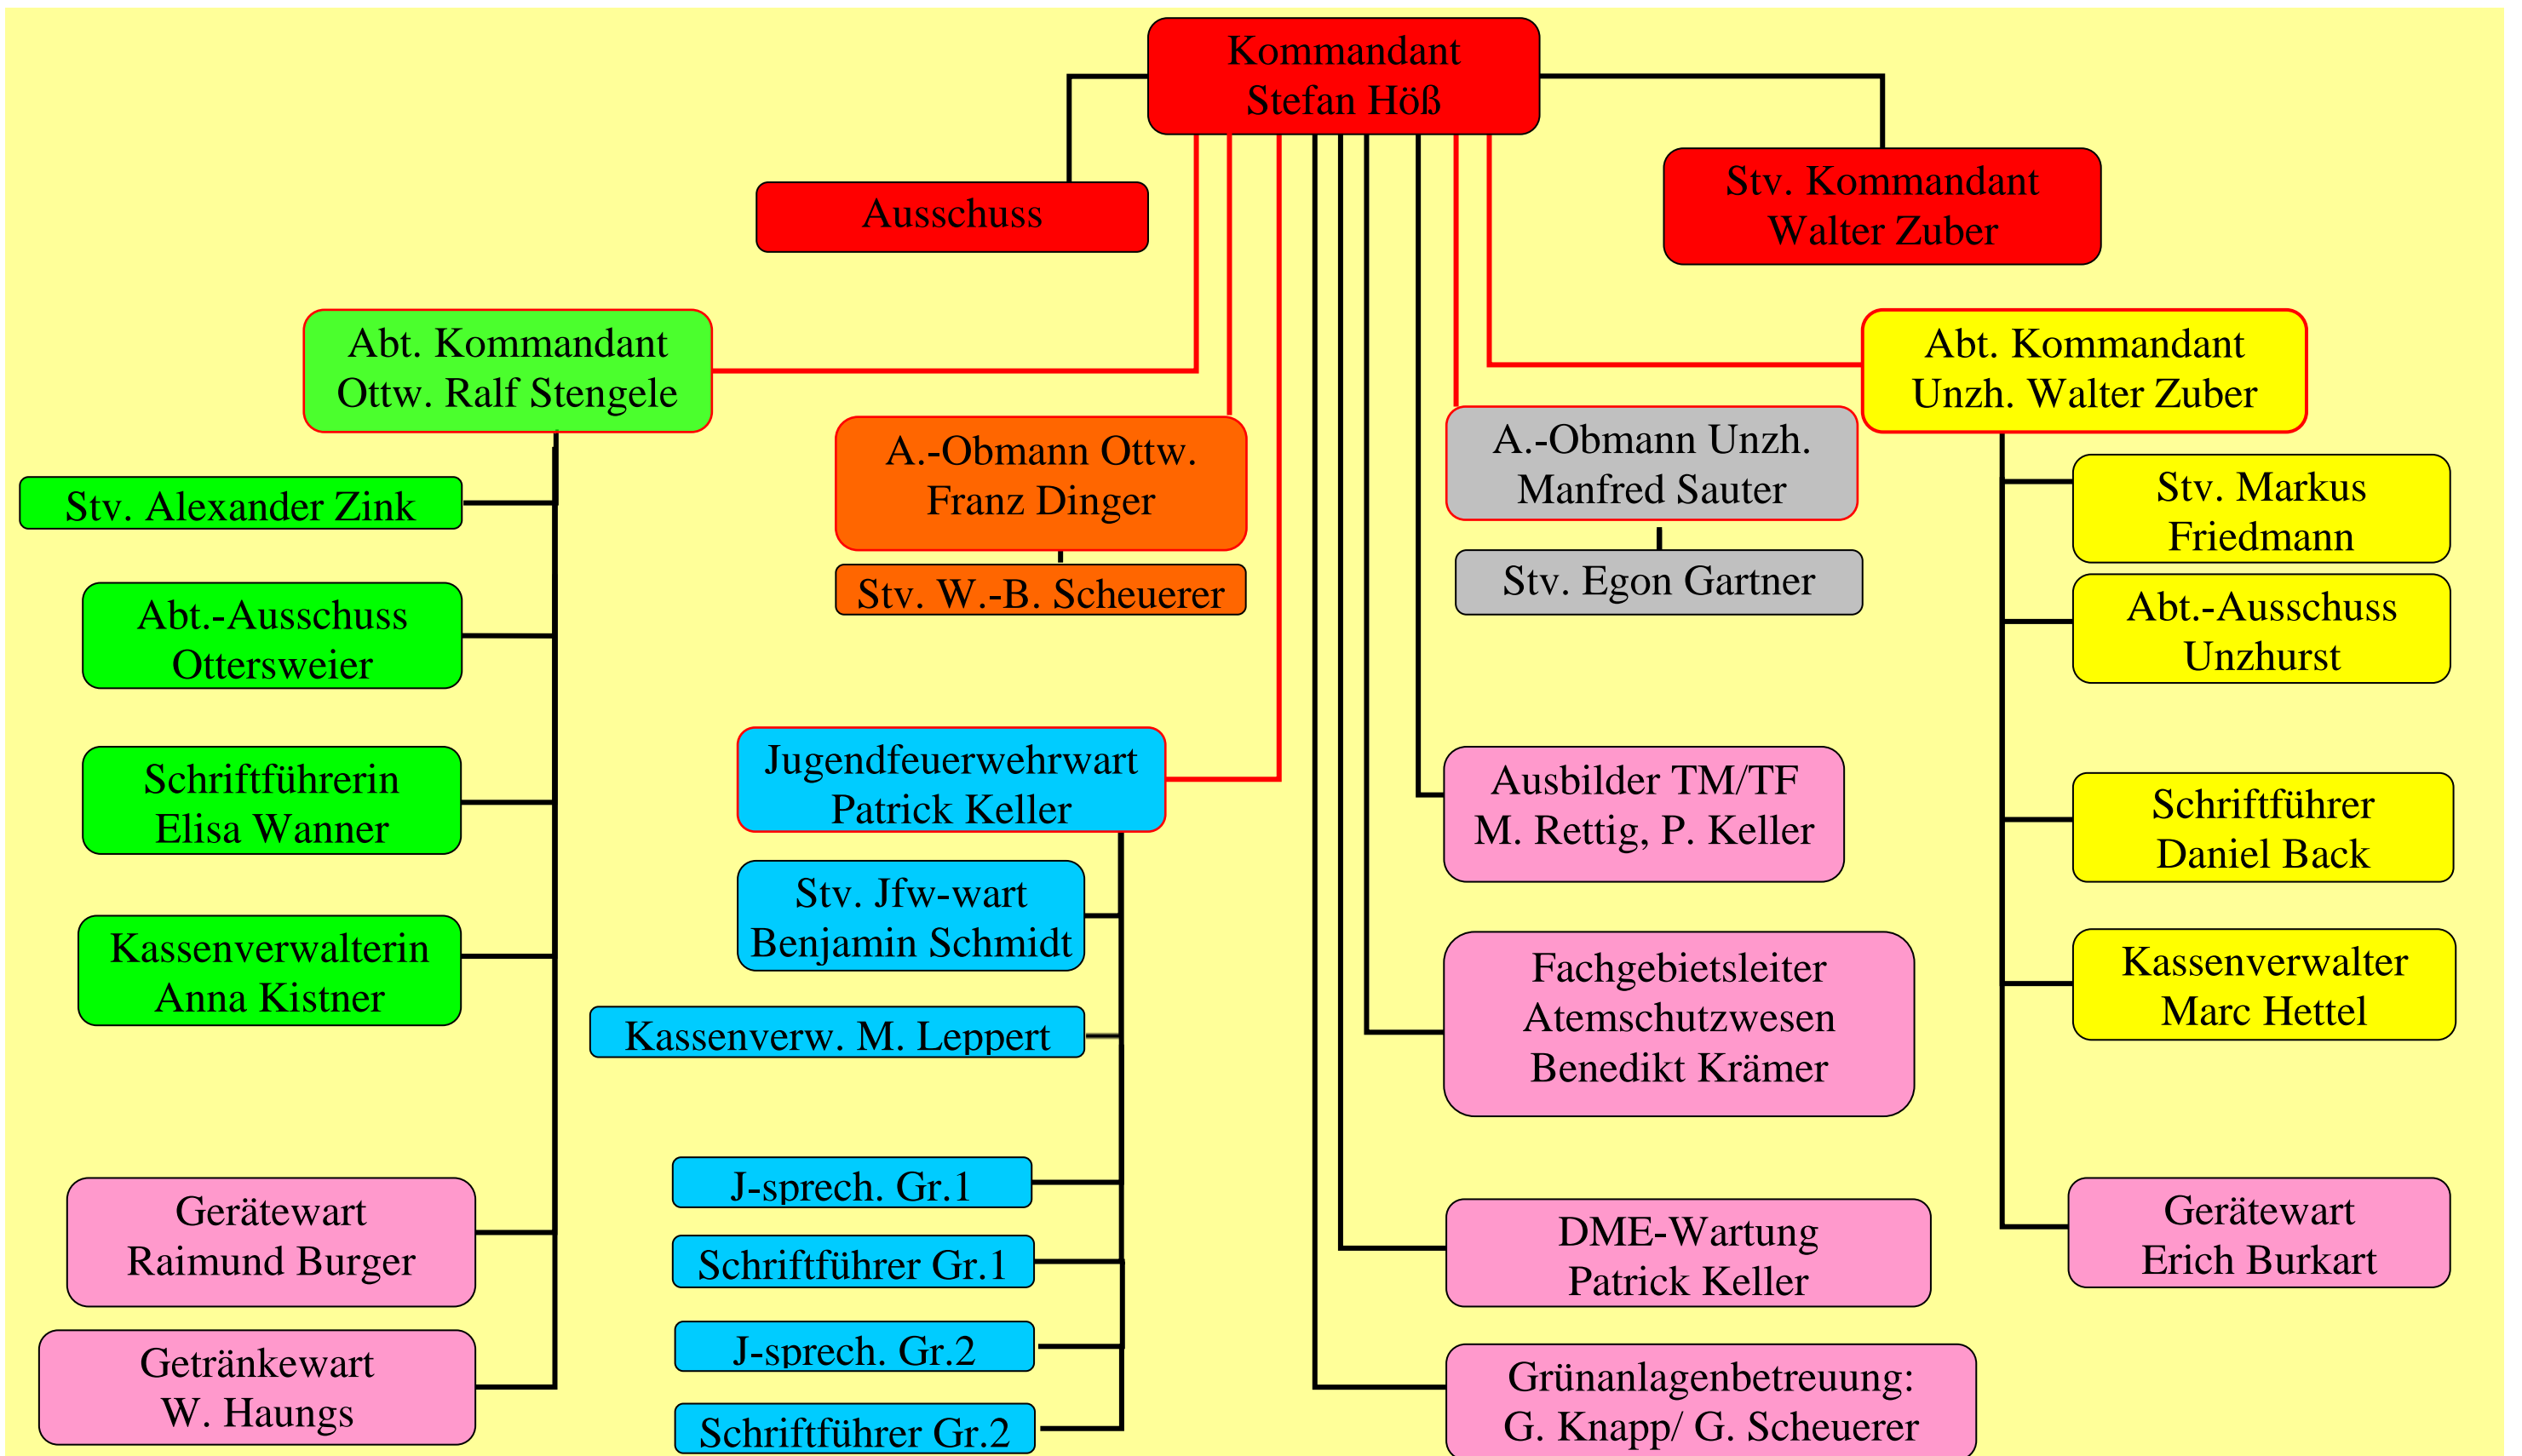 Kommandant
Stefan Höß
Ausschuss
Stv. Kommandant
Walter Zuber
Abt. Kommandant
Ottw. Ralf Stengele
Abt. Kommandant
Unzh. Walter Zuber
A.-Obmann Ottw.
Franz Dinger
Stv. W.-B. Scheuerer
A.-Obmann Unzh.
Manfred Sauter
Stv. Egon Gartner
Stv. Alexander Zink
Abt.-Ausschuss
Ottersweier
Schriftführerin
Elisa Wanner
Kassenverwalterin
Anna Kistner
Gerätewart
Raimund Burger
Getränkewart
W. Haungs
Jugendfeuerwehrwart
Patrick Keller
Stv. Jfw-wart
Benjamin Schmidt
Kassenverw. M. Leppert
J-sprech. Gr.1
Schriftführer Gr.1
J-sprech. Gr.2
Schriftführer Gr.2
Ausbilder TM/TF
M. Rettig, P. Keller
Fachgebietsleiter
Atemschutzwesen
Benedikt Krämer
DME-Wartung
Patrick Keller
Grünanlagenbetreuung:
G. Knapp/ G. Scheuerer
Stv. Markus
Friedmann
Abt.-Ausschuss
Unzhurst
Schriftführer
Daniel Back
Kassenverwalter
Marc Hettel
Gerätewart
Erich Burkart